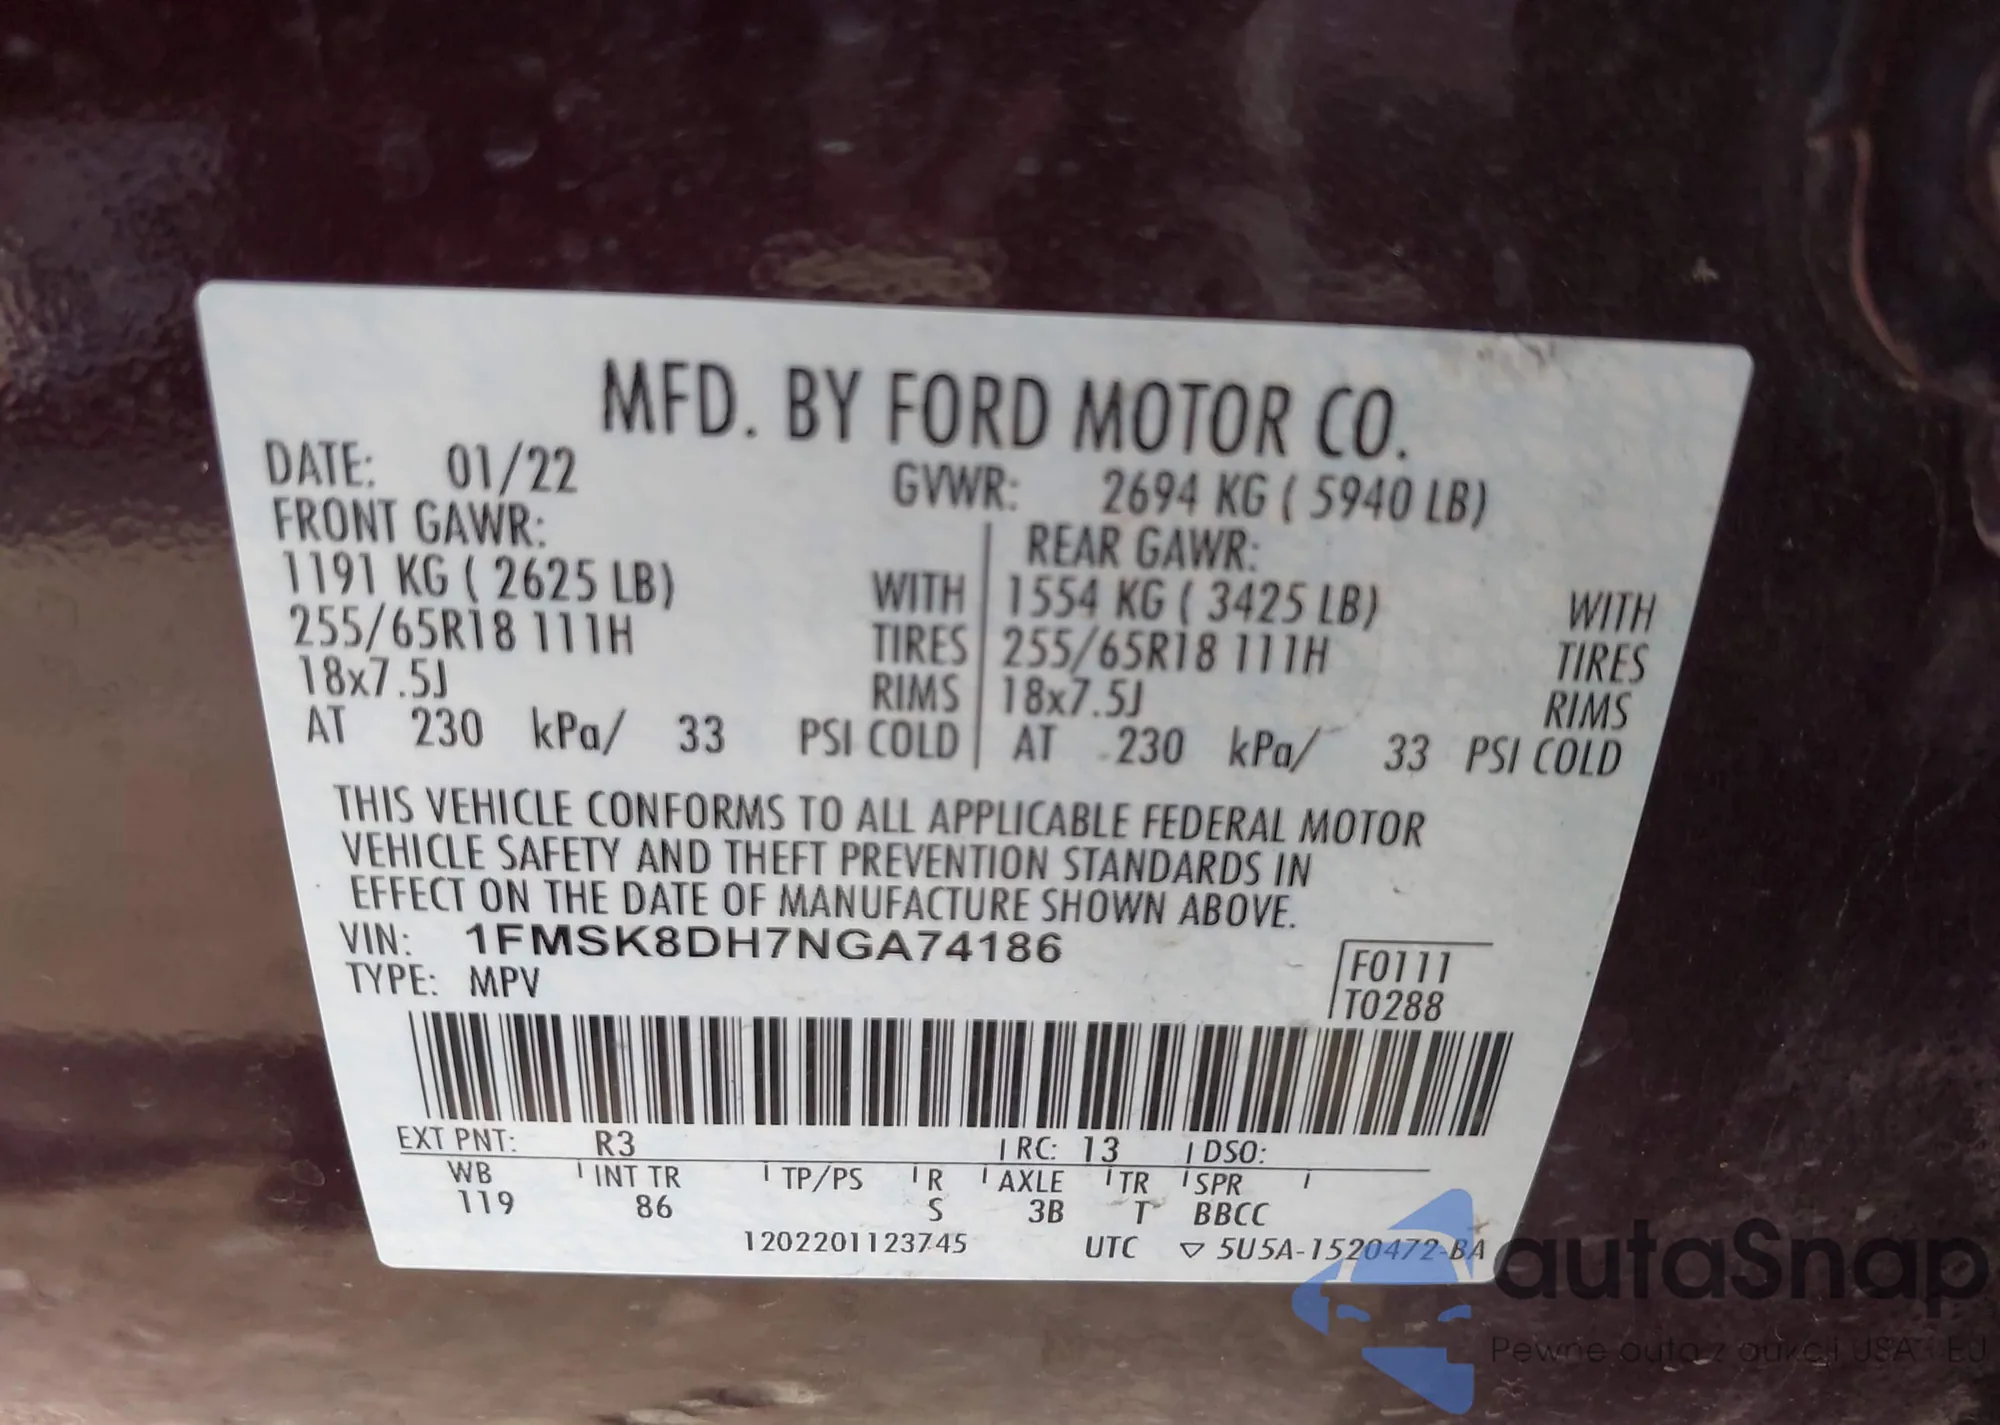 MFD. BY FORD MOTOR CO.
DATE: 01/22 GVWR: 2694 KG ( 5940 LB)
FRONT GAWR: REAR GAWR:
1191 KG ( 2625 LB) WITH 1554 KG ( 3425 LB) WITH
255/65R18 111H TIRES 255/65R18 111H TIRES
18x7.5J RIMS 18x7.5J RIMS
AT 230 kPa/ 33 PSI COLD AT 230 kPa/ 33 PSI COLD
THIS VEHICLE CONFORMS TO ALL APPLICABLE FEDERAL MOTOR
VEHICLE SAFETY AND THEFT PREVENTION STANDARDS IN
EFFECT ON THE DATE OF MANUFACTURE SHOWN ABOVE.
VIN: 1FMSK8DH7NGA74186
TYPE: MPV
F0111
T0288
EXT PNT: R3 RC: 13 DSO:
WB INT TR TP/PS R AXLE TR SPR
119 86 S 3B T BBCC
1202201123745 UTC ▽ 5U5A-1520472-BA
autaSnap
Pewne auta z aukcji USA i EU